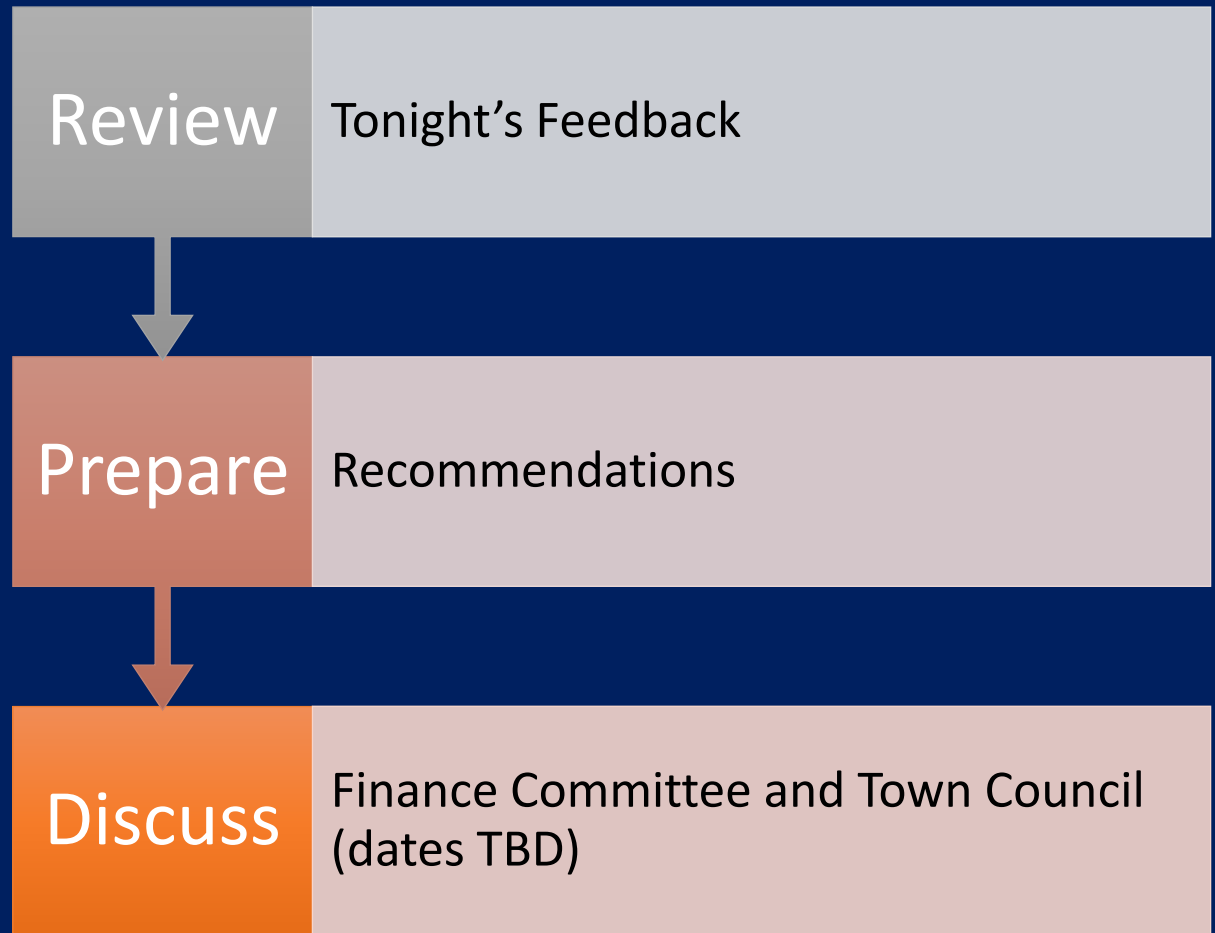 Review
Tonight’s Feedback
Prepare
Recommendations
Discuss
Finance Committee and Town Council
(dates TBD)